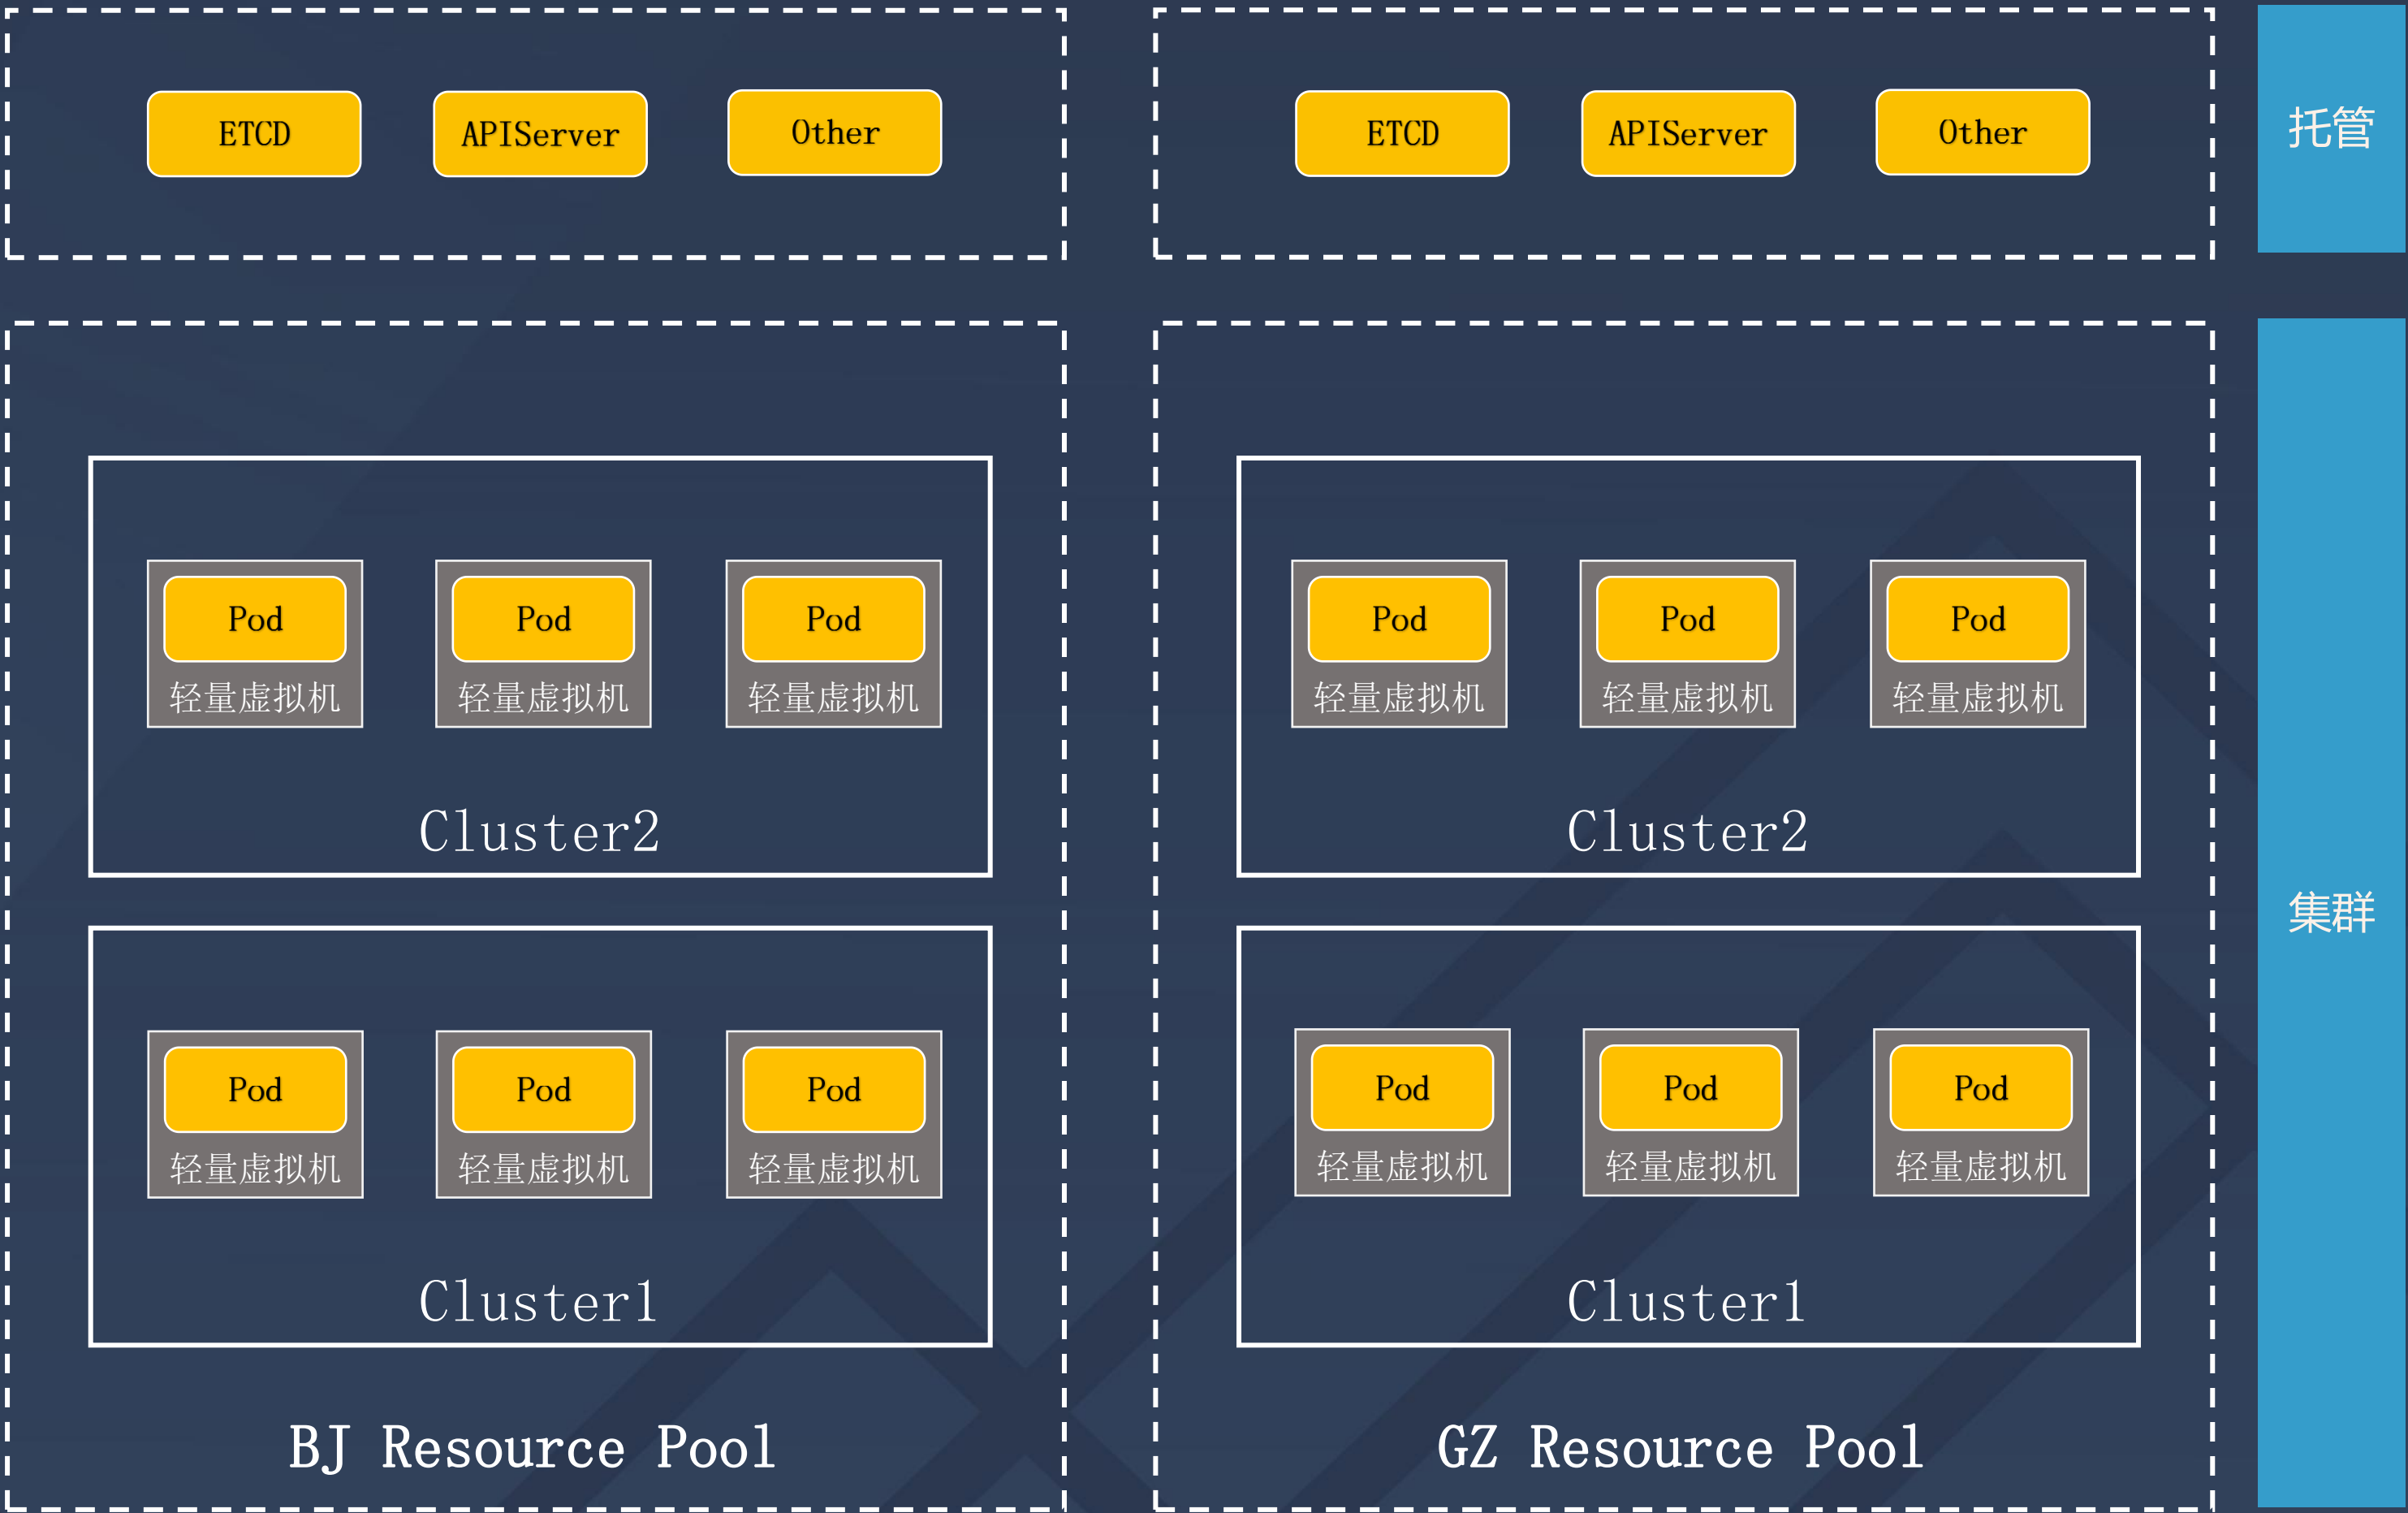 ETCD
APIServer
Other
ETCD
APIServer
Other
托管
Pod
Pod
Pod
轻量虚拟机
轻量虚拟机
轻量虚拟机
Cluster2
Pod
Pod
Pod
轻量虚拟机
轻量虚拟机
轻量虚拟机
Cluster1
BJ Resource Pool
Pod
Pod
Pod
轻量虚拟机
轻量虚拟机
轻量虚拟机
Cluster2
Pod
Pod
Pod
轻量虚拟机
轻量虚拟机
轻量虚拟机
Cluster1
GZ Resource Pool
集群